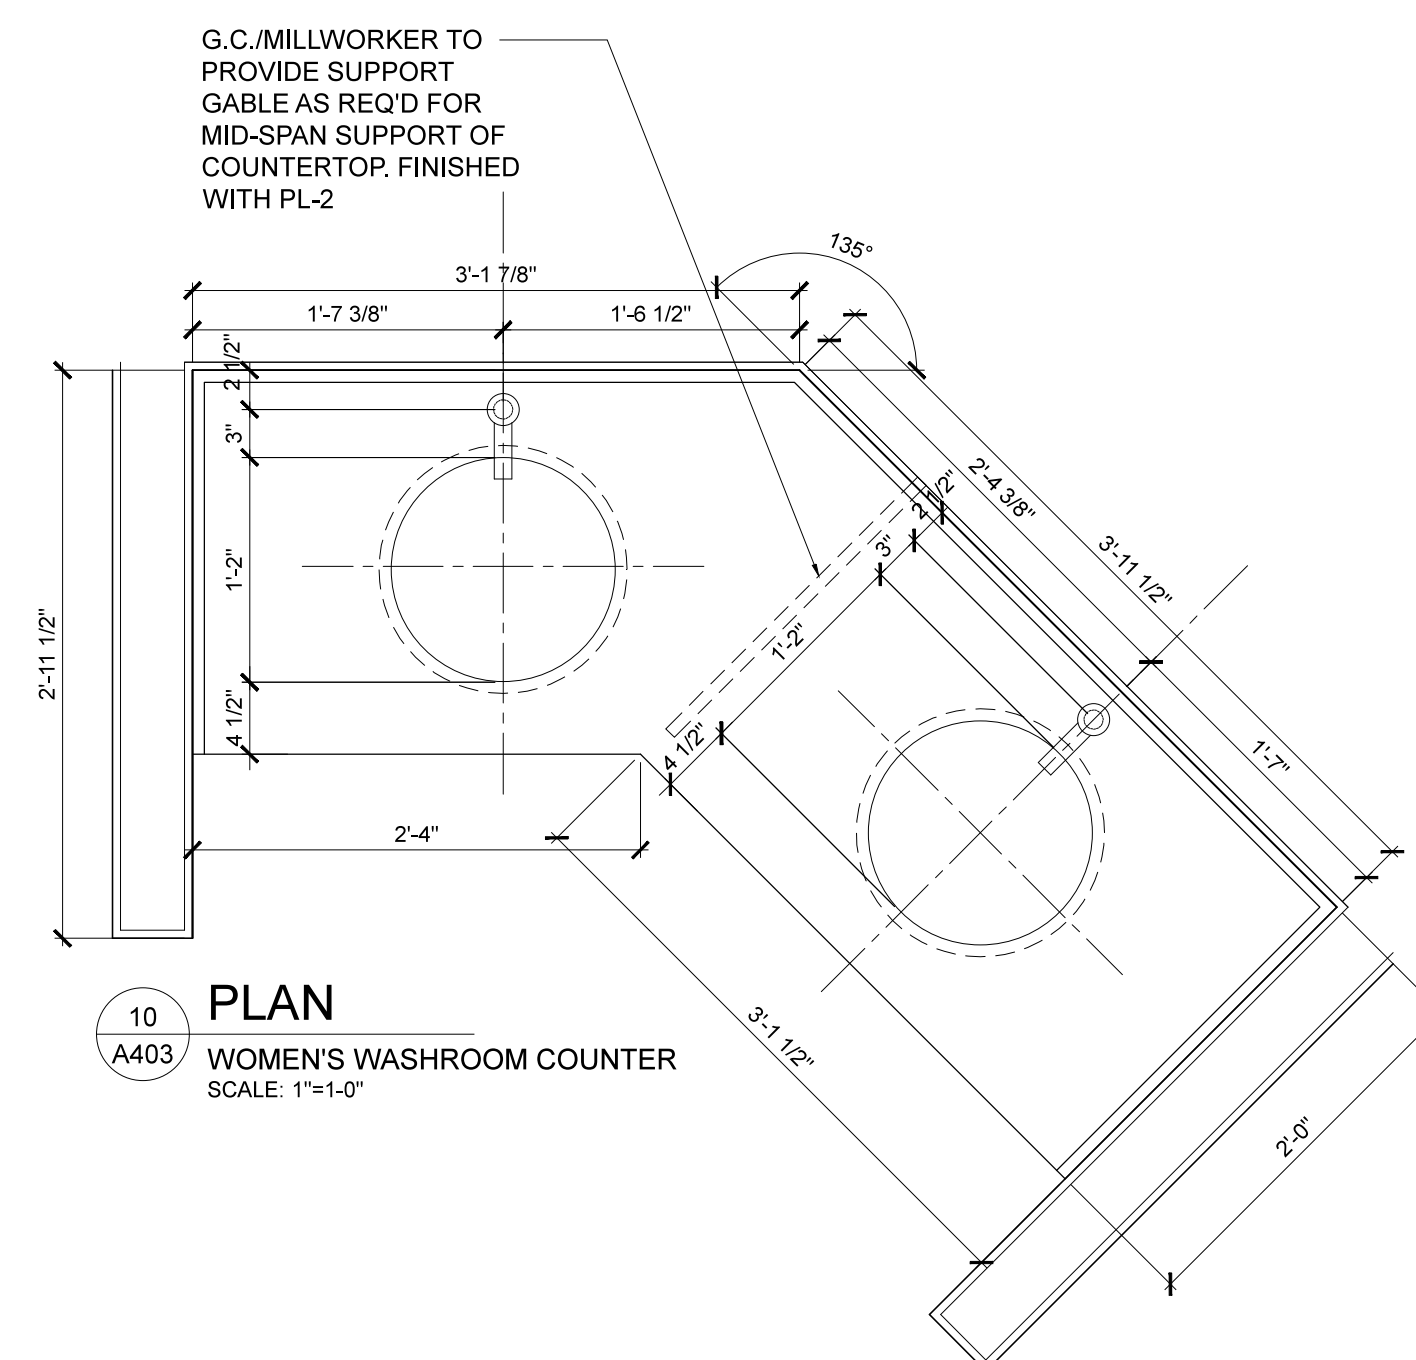 G.C./MILLWORKER TO
PROVIDE SUPPORT
GABLE AS REQ'D FOR
MID-SPAN SUPPORT OF
COUNTERTOP. FINISHED
WITH PL-2
135°
3'-1 7/8"
1'-7 3/8"
1'-6 1/2"
2 1/2"
3"
1'-2"
4 1/2"
2'-11 1/2"
2'-4"
2'-4 3/8"
3'-11 1/2"
2 1/2"
3"
1'-2"
4 1/2"
1'-7"
3'-1 1/2"
2'-0"
10
A403
PLAN
WOMEN'S WASHROOM COUNTER
SCALE: 1"=1-0"